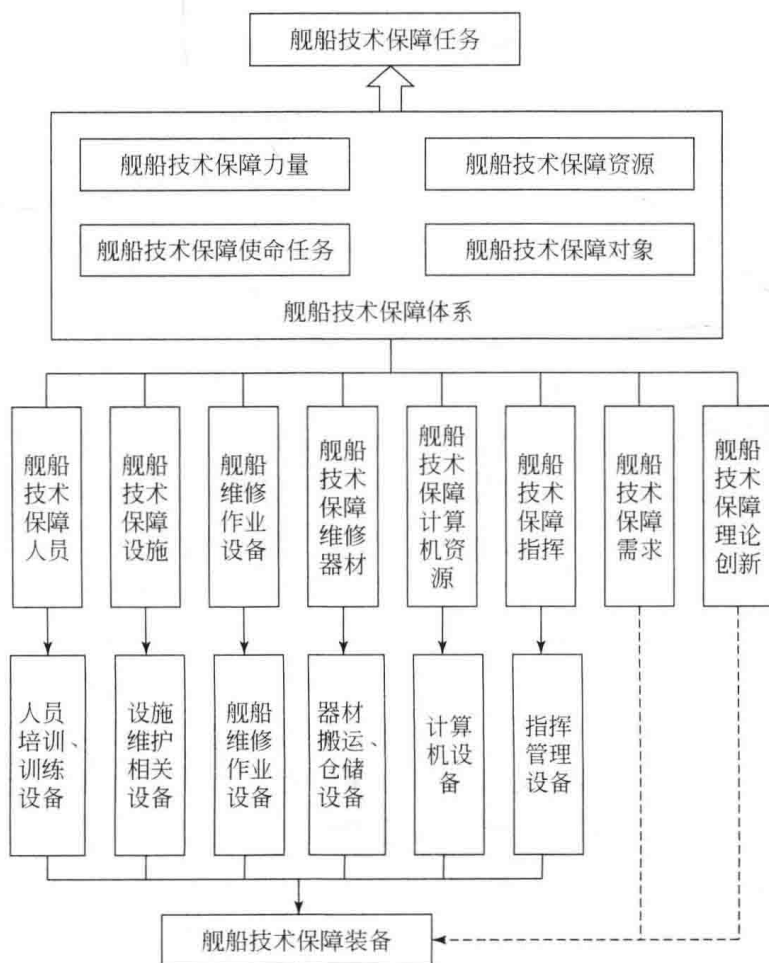 舰船技术保障任务
舰船技术保障力量
舰船技术保障资源
舰船技术保障使命任务
舰船技术保障对象
舰船技术保障体系
舰船
技术
保障
人员
舰船
技术
保障
设施
舰船
维修
作业
设备
舰船
技术
保障
维修
器材
舰船
技术
保障
计算
机资
源
舰船
技术
保障
指挥
舰船
技术
保障
需求
舰船
技术
保障
理论
创新
人员
培训、
训练
设备
设施
维护
相关
设备
舰船
维修
作业
设备
器材
搬运、
仓储
设备
计算
机设
备
指挥
管理
设备
舰船技术保障装备